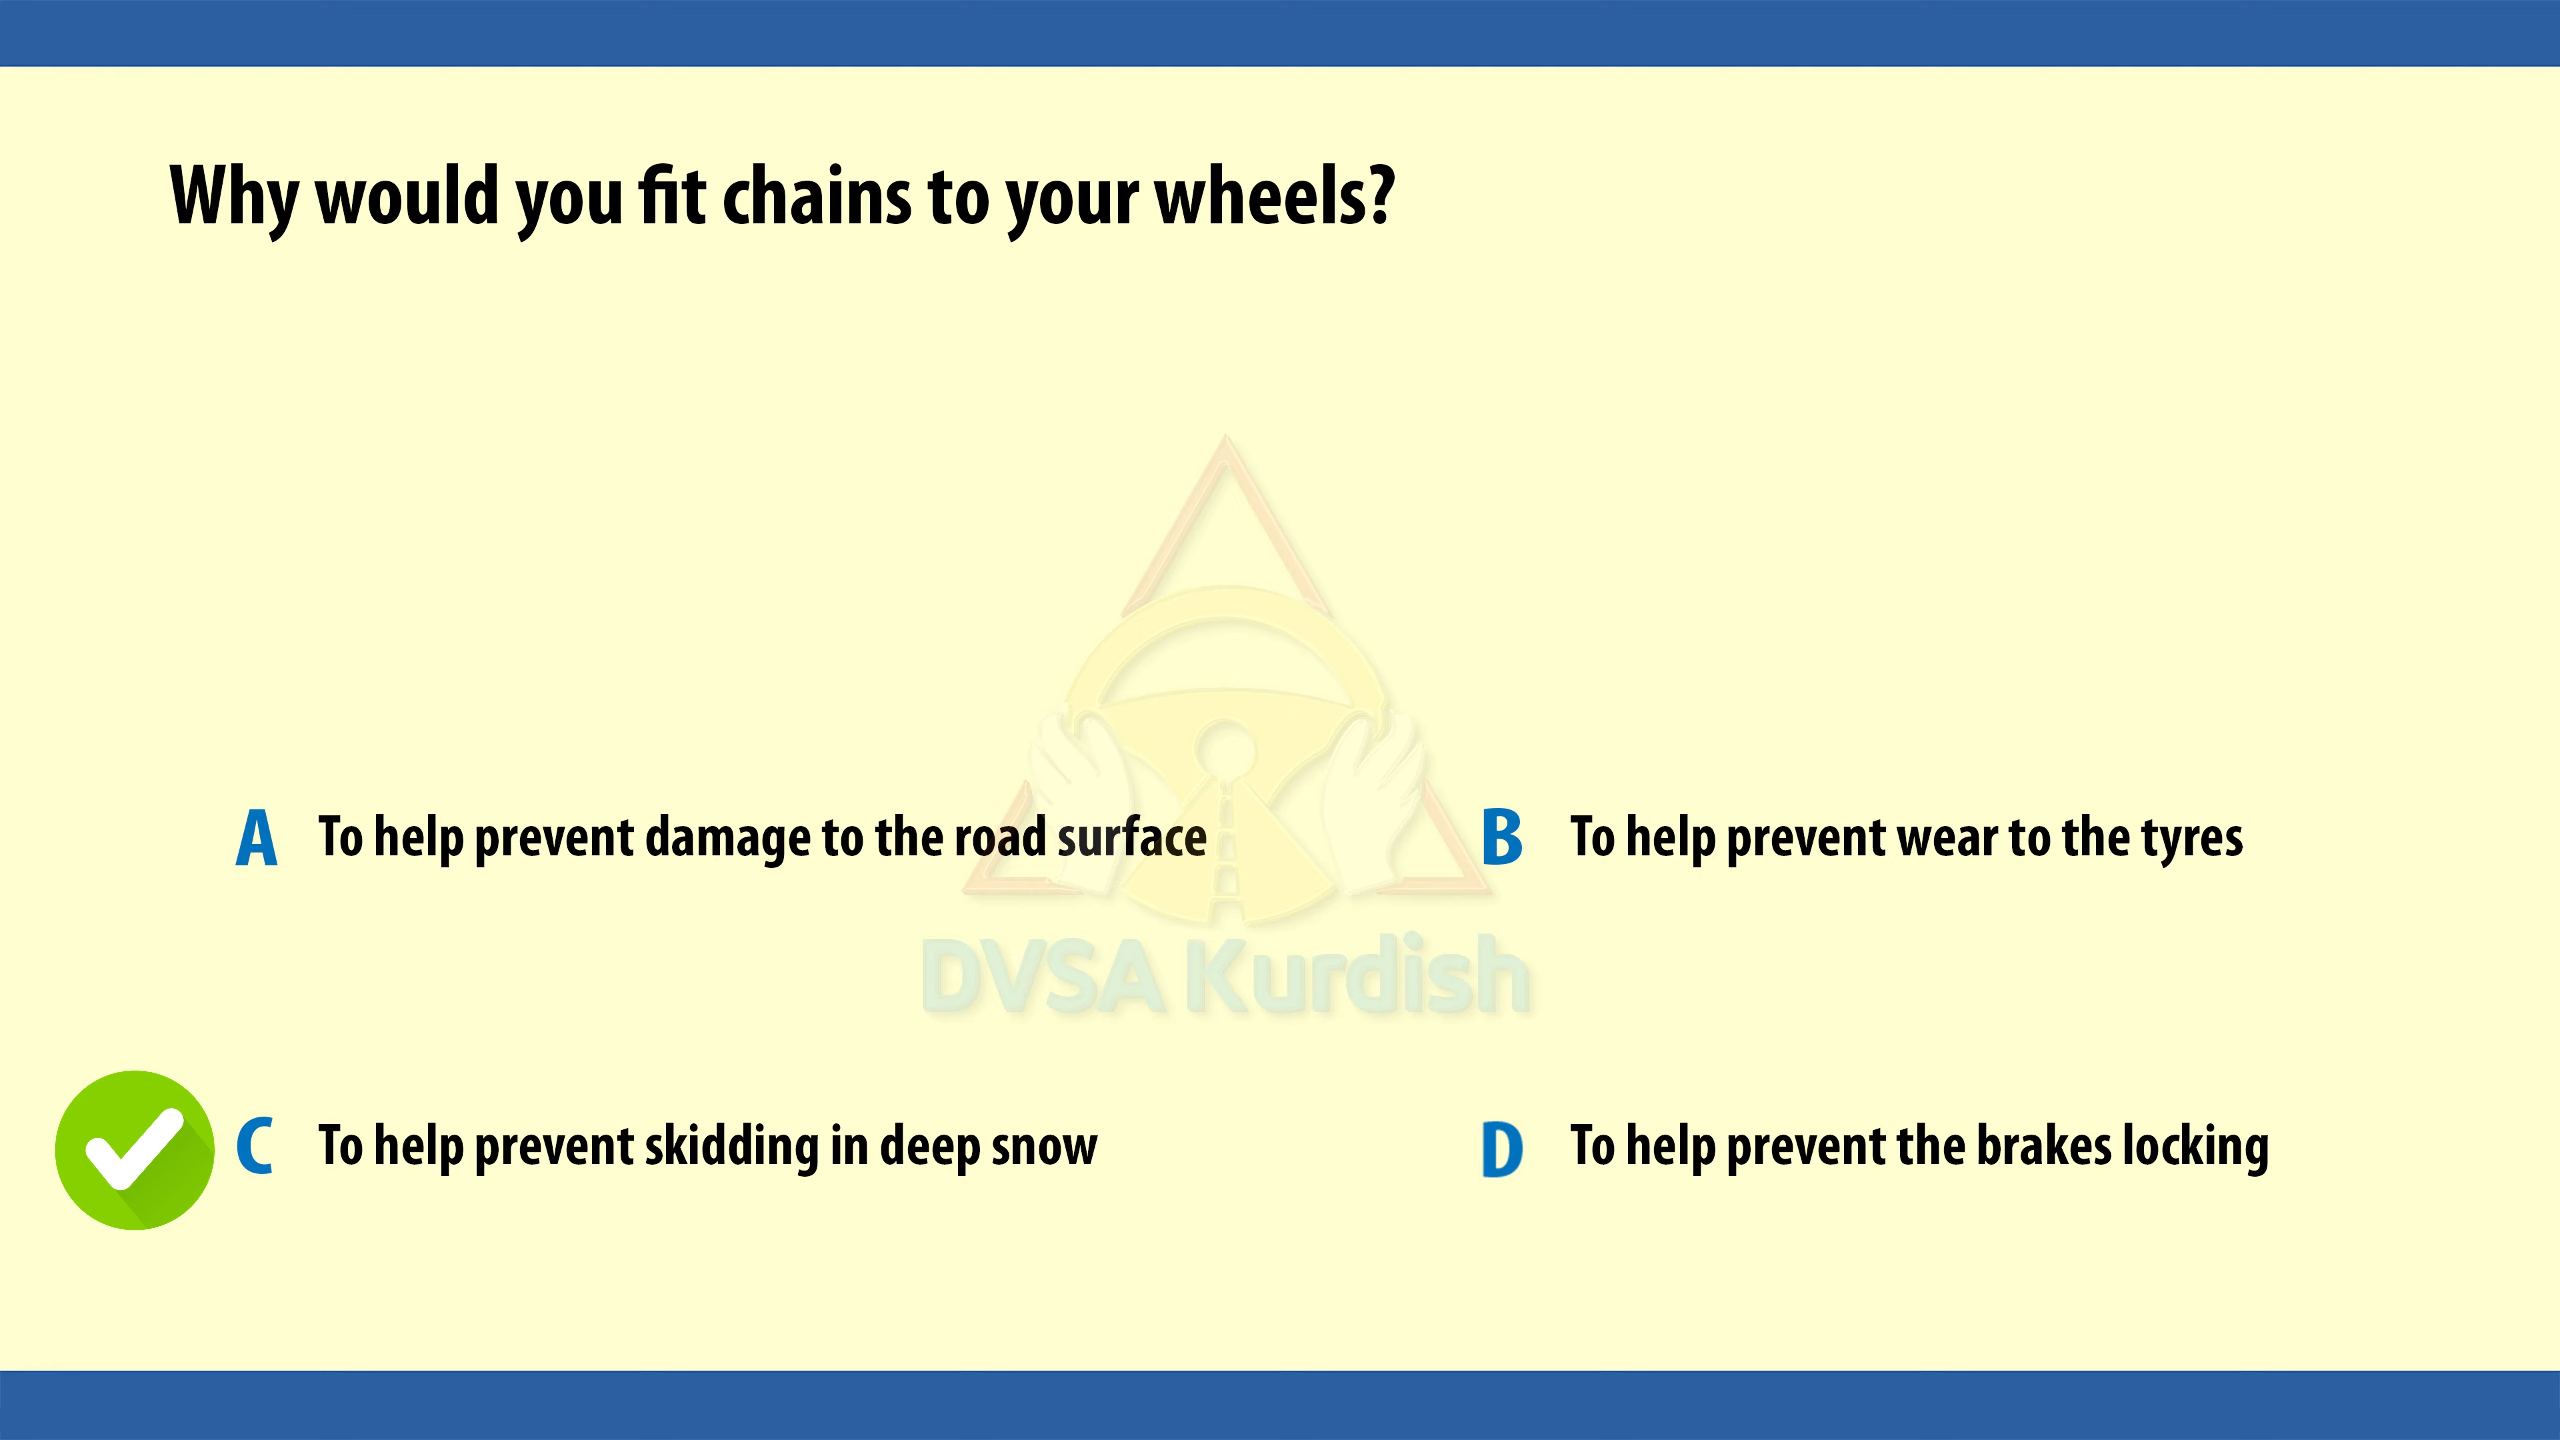 Why would you fit chains to your wheels?
A To help prevent damage to the road surface
B To help prevent wear to the tyres
DVSA Kurdish
C To help prevent skidding in deep snow
D To help prevent the brakes locking